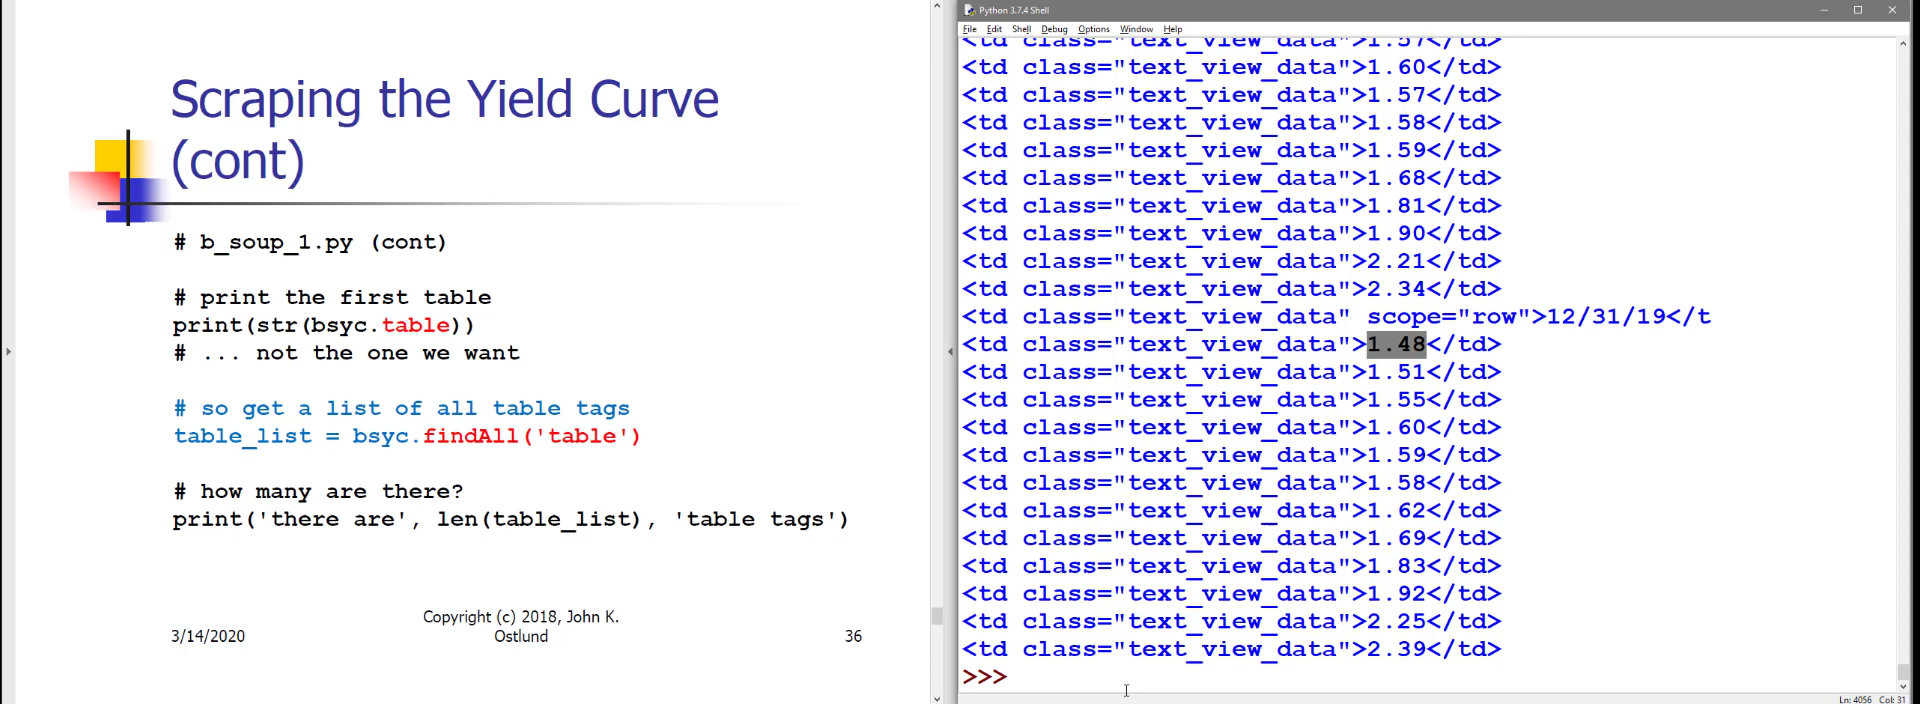 Scraping the Yield Curve
(cont)
# b_soup_1.py (cont)
# print the first table
print(str(bsyc.table))
# ... not the one we want
# so get a list of all table tags
table_list = bsyc.findAll('table')
# how many are there?
print('there are', len(table_list), 'table tags')
3/14/2020
Copyright (c) 2018, John K.
Ostlund
36
Python 3.7.4 Shell
File Edit Shell Debug Options Window Help
<td class="text_view_data">1.57</td>
<td class="text_view_data">1.60</td>
<td class="text_view_data">1.57</td>
<td class="text_view_data">1.58</td>
<td class="text_view_data">1.59</td>
<td class="text_view_data">1.68</td>
<td class="text_view_data">1.81</td>
<td class="text_view_data">1.90</td>
<td class="text_view_data">2.21</td>
<td class="text_view_data">2.34</td>
<td class="text_view_data" scope="row">12/31/19</t
<td class="text_view_data">1.48</td>
<td class="text_view_data">1.51</td>
<td class="text_view_data">1.55</td>
<td class="text_view_data">1.60</td>
<td class="text_view_data">1.59</td>
<td class="text_view_data">1.58</td>
<td class="text_view_data">1.62</td>
<td class="text_view_data">1.69</td>
<td class="text_view_data">1.83</td>
<td class="text_view_data">1.92</td>
<td class="text_view_data">2.25</td>
<td class="text_view_data">2.39</td>
>>>
Ln: 4056 Col: 31